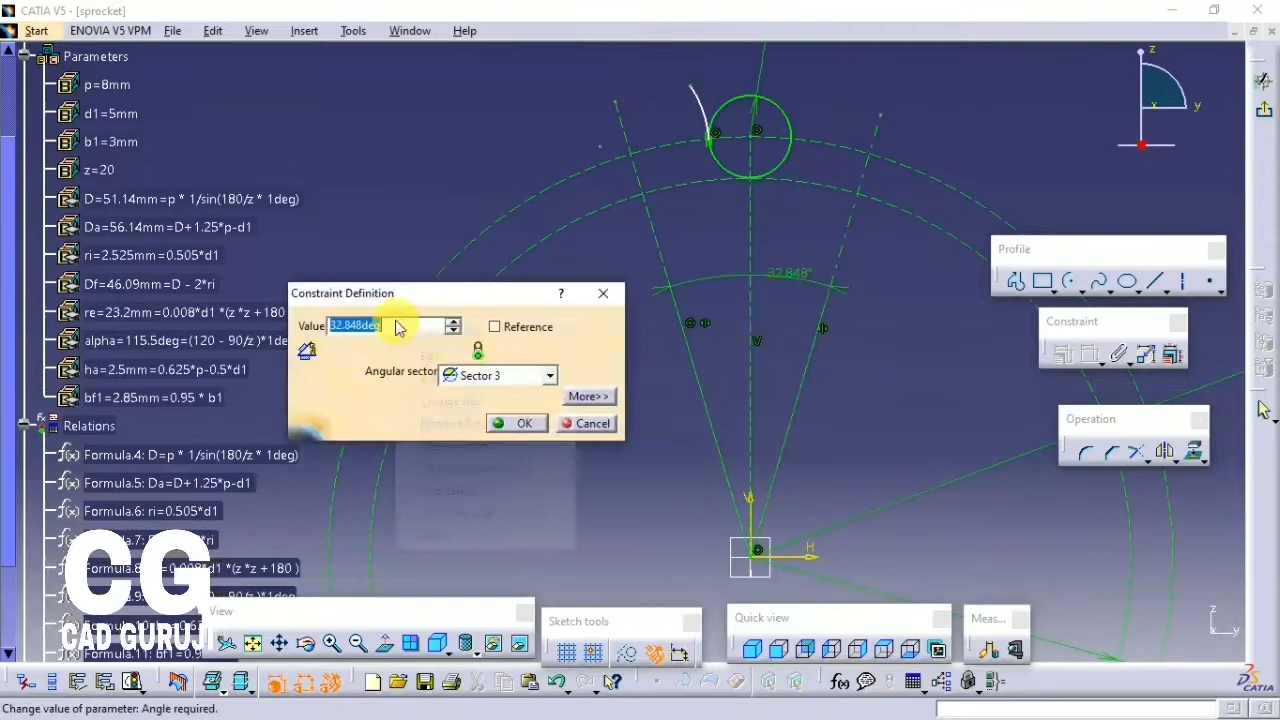 CATIA V5 - [sprocket]
Start ENOVIA V5 VPM File Edit View Insert Tools Window Help
Parameters
p=8mm
d1=5mm
b1=3mm
z=20
D=51.14mm=p * 1/sin(180/z * 1deg)
Da=56.14mm=D+1.25*p-d1
ri=2.525mm=0.505*d1
Df=46.09mm=D - 2*ri
re=23.2mm=0.008*d1 *(z *z +180
alpha=115.5deg=(120 - 90/z )*1de
ha=2.5mm=0.625*p-0.5*d1
bf1=2.85mm=0.95 * b1
Relations
Formula.4: D=p * 1/sin(180/z * 1deg)
Formula.5: Da=D+1.25*p-d1
Formula.6: ri=0.505*d1
z
x
y
32.848°
V
V
H
Constraint Definition ?
Value 32.848deg Reference
Angular sector Sector 3
More>>
OK Cancel
Profile
Constraint
Operation
CG
CAD GURUJI
View
Sketch tools
Quick view
Meas...
z
y
CATIA
Change value of parameter: Angle required.